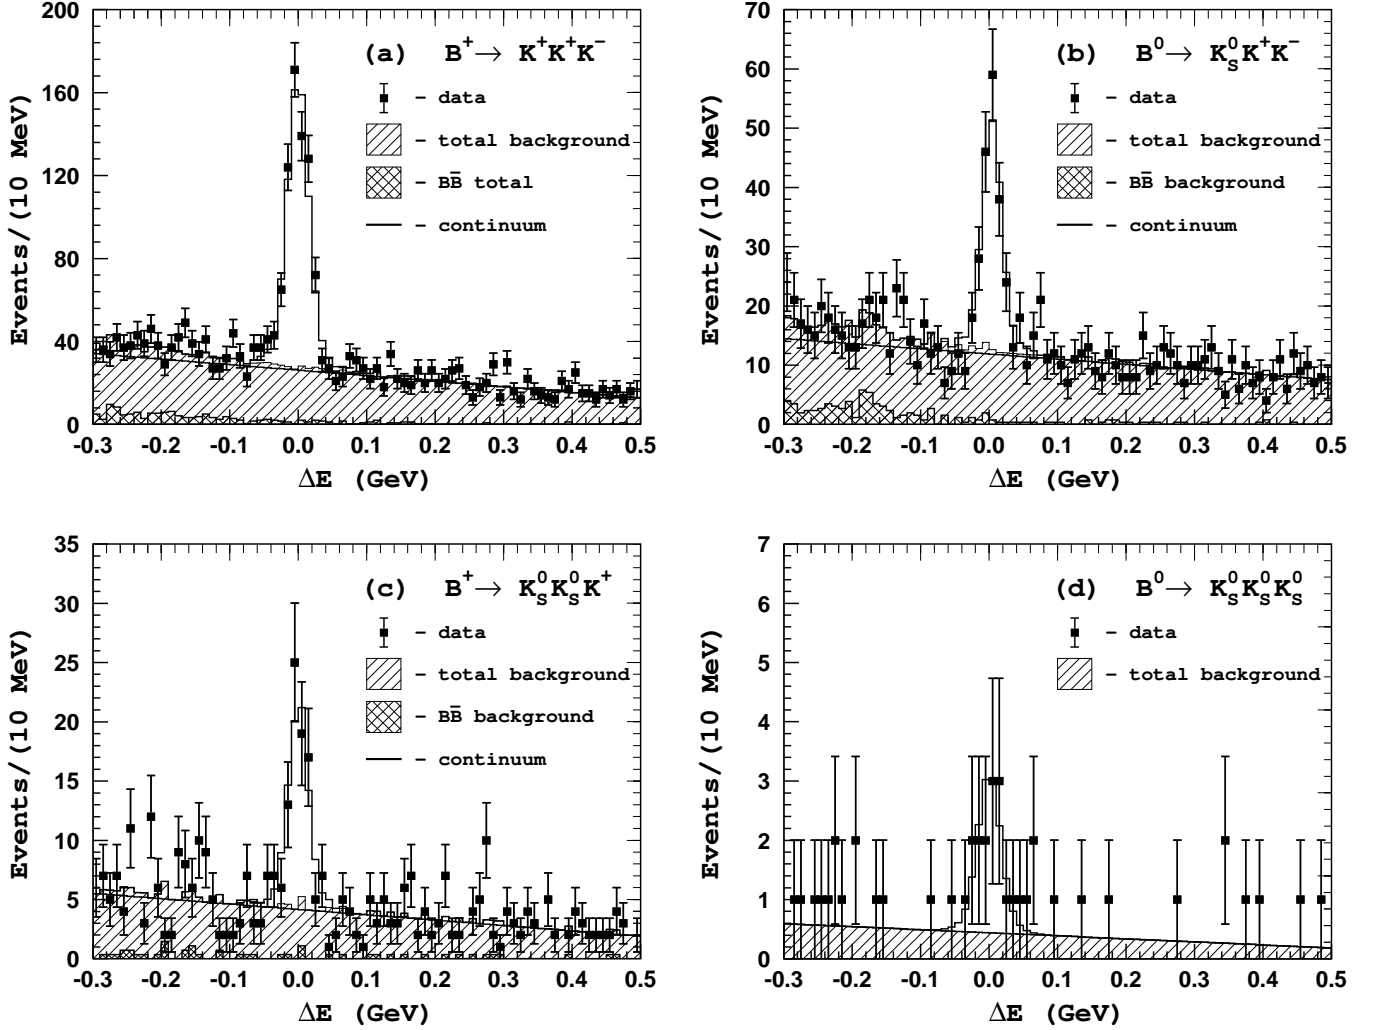 (a) B⁺→ K⁺K⁺K⁻
– data
– total background
– BB̄ total
– continuum
Events/(10 MeV)
200
160
120
80
40
0
-0.3 -0.2 -0.1 0.0 0.1 0.2 0.3 0.4 0.5
ΔE (GeV)
(b) B⁰→ K⁰_S K⁺K⁻
– data
– total background
– BB̄ background
– continuum
Events/(10 MeV)
70
60
50
40
30
20
10
0
-0.3 -0.2 -0.1 0.0 0.1 0.2 0.3 0.4 0.5
ΔE (GeV)
(c) B⁺→ K⁰_S K⁰_S K⁺
– data
– total background
– BB̄ background
– continuum
Events/(10 MeV)
35
30
25
20
15
10
5
0
-0.3 -0.2 -0.1 0.0 0.1 0.2 0.3 0.4 0.5
ΔE (GeV)
(d) B⁰→ K⁰_S K⁰_S K⁰_S
– data
– total background
Events/(10 MeV)
7
6
5
4
3
2
1
0
-0.3 -0.2 -0.1 0.0 0.1 0.2 0.3 0.4 0.5
ΔE (GeV)